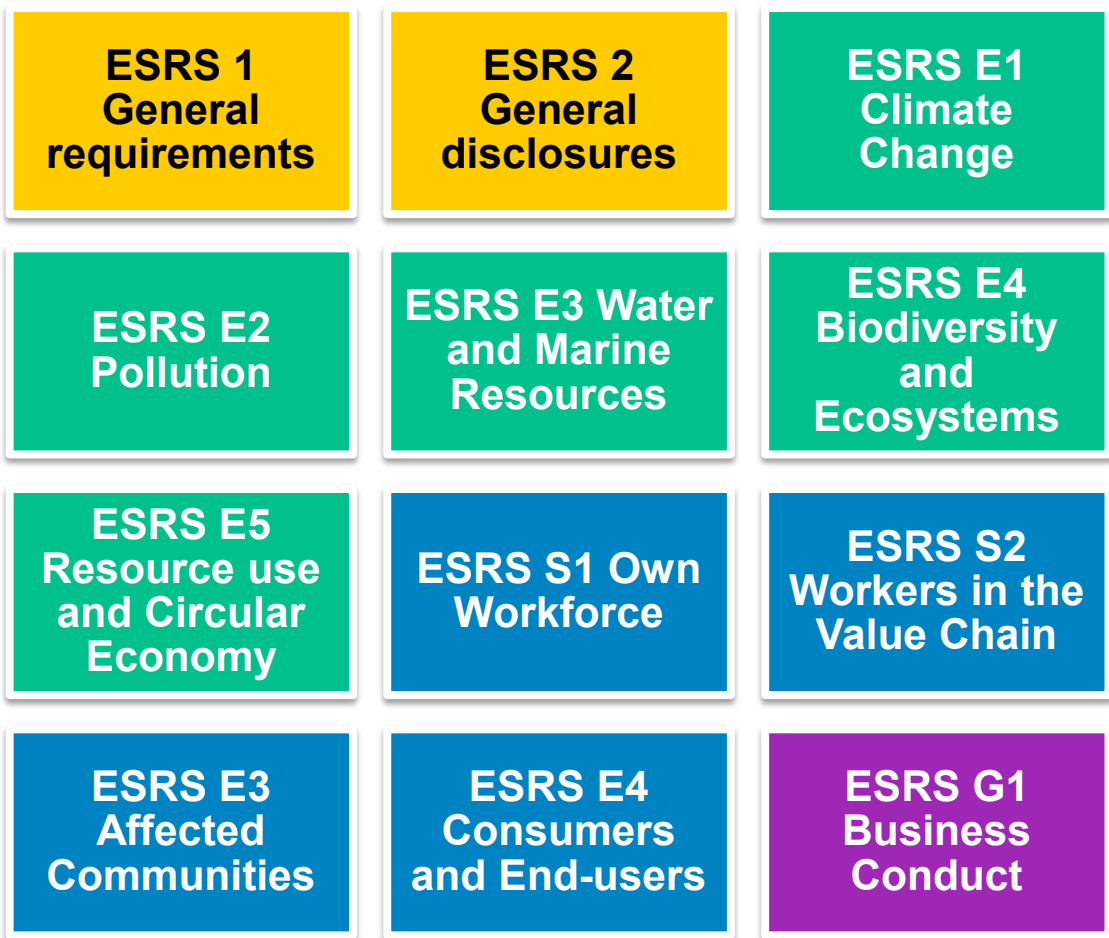 ESRS 1
General
requirements
ESRS 2
General
disclosures
ESRS E1
Climate
Change
ESRS E2
Pollution
ESRS E3 Water
and Marine
Resources
ESRS E4
Biodiversity
and
Ecosystems
ESRS E5
Resource use
and Circular
Economy
ESRS S1 Own
Workforce
ESRS S2
Workers in the
Value Chain
ESRS E3
Affected
Communities
ESRS E4
Consumers
and End-users
ESRS G1
Business
Conduct